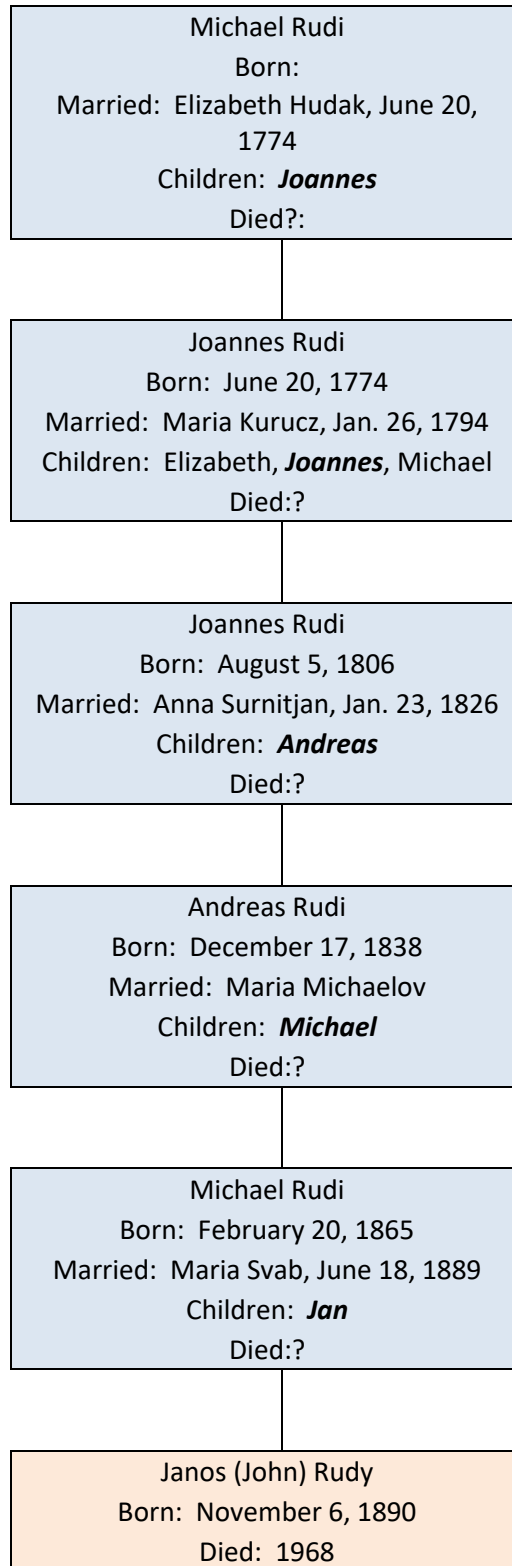 Michael Rudi
Born:
Married:  Elizabeth Hudak, June 20,
1774
Children:  Joannes
Died?:
Joannes Rudi
Born:  June 20, 1774
Married:  Maria Kurucz, Jan. 26, 1794
Children:  Elizabeth, Joannes, Michael
Died:?
Joannes Rudi
Born:  August 5, 1806
Married:  Anna Surnitjan, Jan. 23, 1826
Children:  Andreas
Died:?
Andreas Rudi
Born:  December 17, 1838
Married:  Maria Michaelov
Children:  Michael
Died:?
Michael Rudi
Born:  February 20, 1865
Married:  Maria Svab, June 18, 1889
Children:  Jan
Died:?
Janos (John) Rudy
Born:  November 6, 1890
Died:  1968